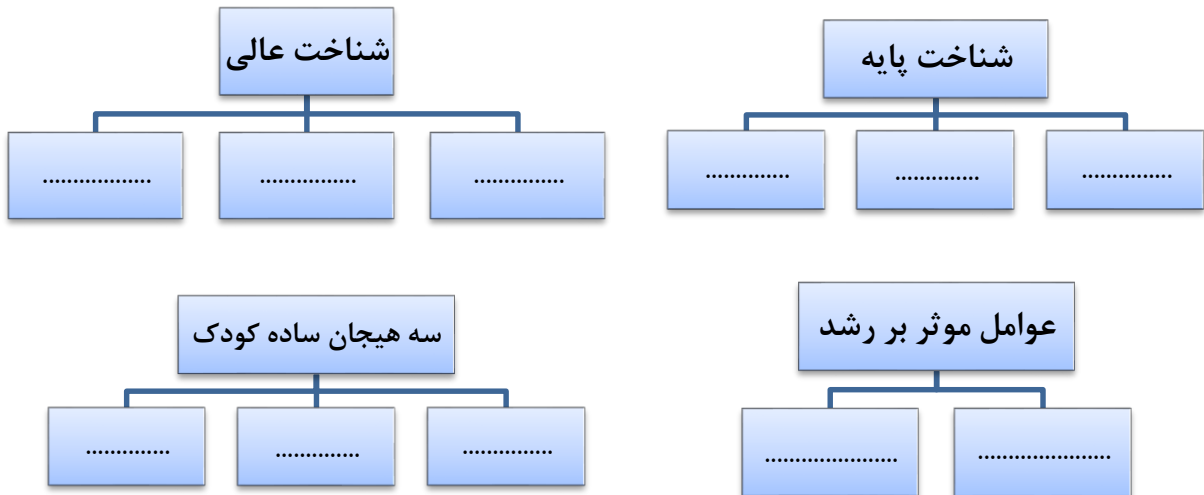 شناخت پایه
.............. .............. ...............
شناخت عالی
............... ................ ..................
عوامل موثر بر رشد
...................... ......................
سه هیجان ساده کودک
............... .............. ..............